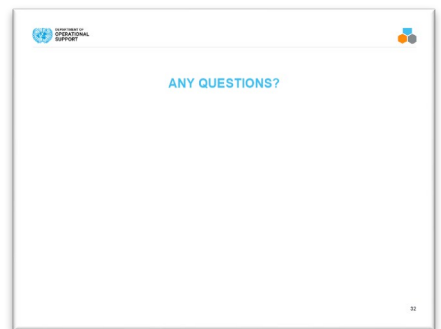 DEPARTMENT OF
OPERATIONAL
SUPPORT
ANY QUESTIONS?
32